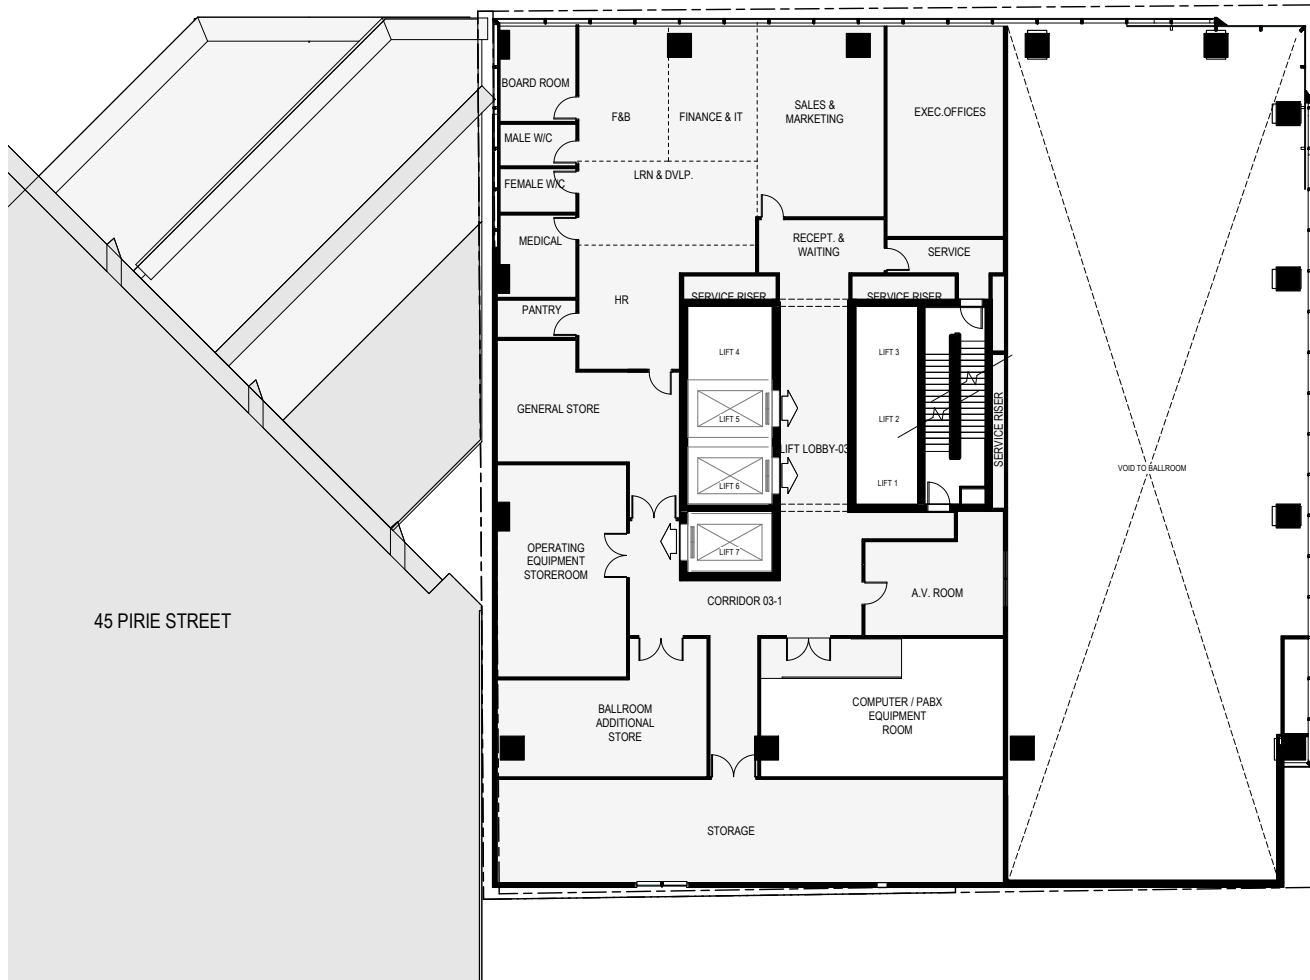 BOARD ROOM
F&B
FINANCE & IT
SALES &
MARKETING
EXEC.OFFICES
MALE W/C
FEMALE W/C
LRN & DVLP.
MEDICAL
RECEPT. &
WAITING
SERVICE
PANTRY
HR
SERVICE RISER
SERVICE RISER
LIFT 4
LIFT 3
GENERAL STORE
LIFT 5
LIFT 2
LIFT LOBBY-03
SERVICE RISER
VOID TO BALLROOM
LIFT 6
LIFT 1
OPERATING
EQUIPMENT
STOREROOM
LIFT 7
CORRIDOR 03-1
A.V. ROOM
45 PIRIE STREET
BALLROOM
ADDITIONAL
STORE
COMPUTER / PABX
EQUIPMENT
ROOM
STORAGE